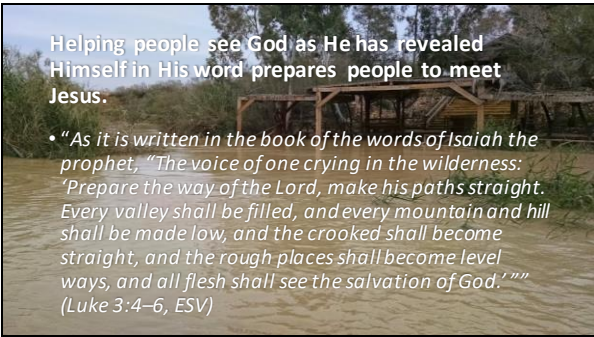 Helping people see God as He has revealed
Himself in His word prepares people to meet
Jesus.
• “As it is written in the book of the words of Isaiah the
prophet, “The voice of one crying in the wilderness:
‘Prepare the way of the Lord, make his paths straight.
Every valley shall be filled, and every mountain and hill
shall be made low, and the crooked shall become
straight, and the rough places shall become level
ways, and all flesh shall see the salvation of God.’ ””
(Luke 3:4–6, ESV)